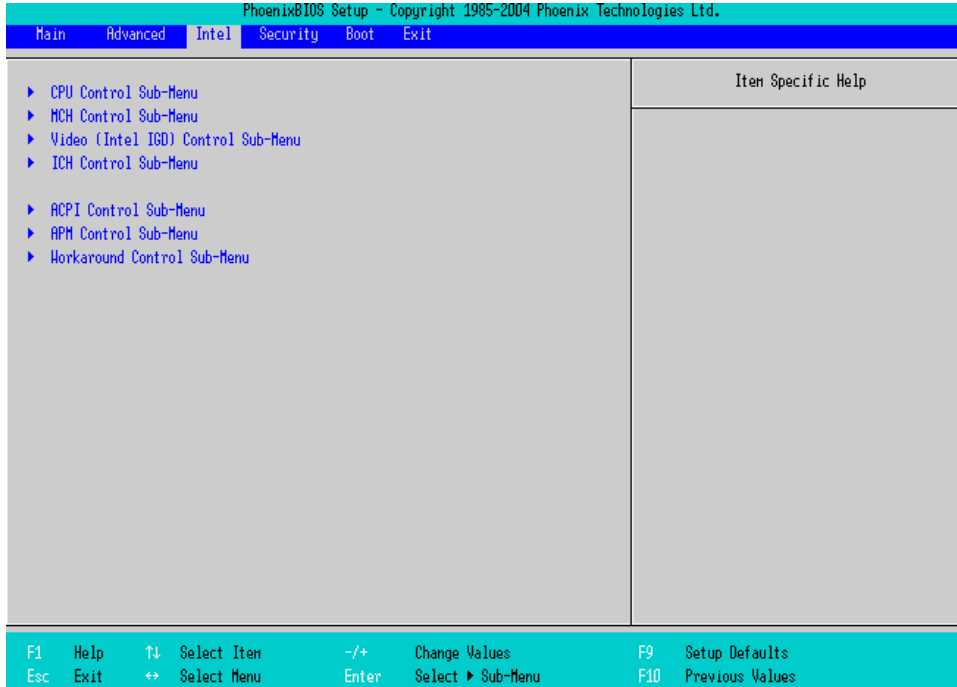 PhoenixBIOS Setup - Copyright 1985-2004 Phoenix Technologies Ltd.
Main Advanced Intel Security Boot Exit
Item Specific Help
CPU Control Sub-Menu
MCH Control Sub-Menu
Video (Intel IGD) Control Sub-Menu
ICH Control Sub-Menu
ACPI Control Sub-Menu
APM Control Sub-Menu
Workaround Control Sub-Menu
F1 Help ↑↓ Select Item -/+ Change Values F9 Setup Defaults
Esc Exit ↔ Select Menu Enter Select ▶ Sub-Menu F10 Previous Values